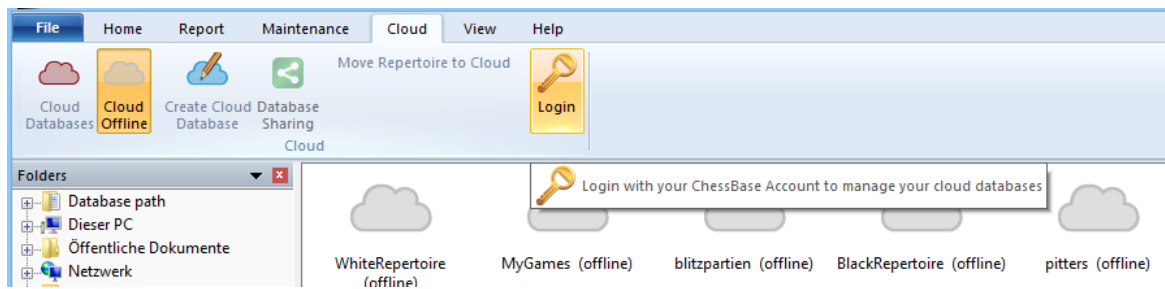 File Home Report Maintenance Cloud View Help
Move Repertoire to Cloud
Cloud Cloud Create Cloud Database Login
Databases Offline Database Sharing
Cloud
Folders
Login with your ChessBase Account to manage your cloud databases
Database path
Dieser PC
Öffentliche Dokumente
Netzwerk
WhiteRepertoire MyGames (offline) blitzpartien (offline) BlackRepertoire (offline) pitters (offline)
(offline)